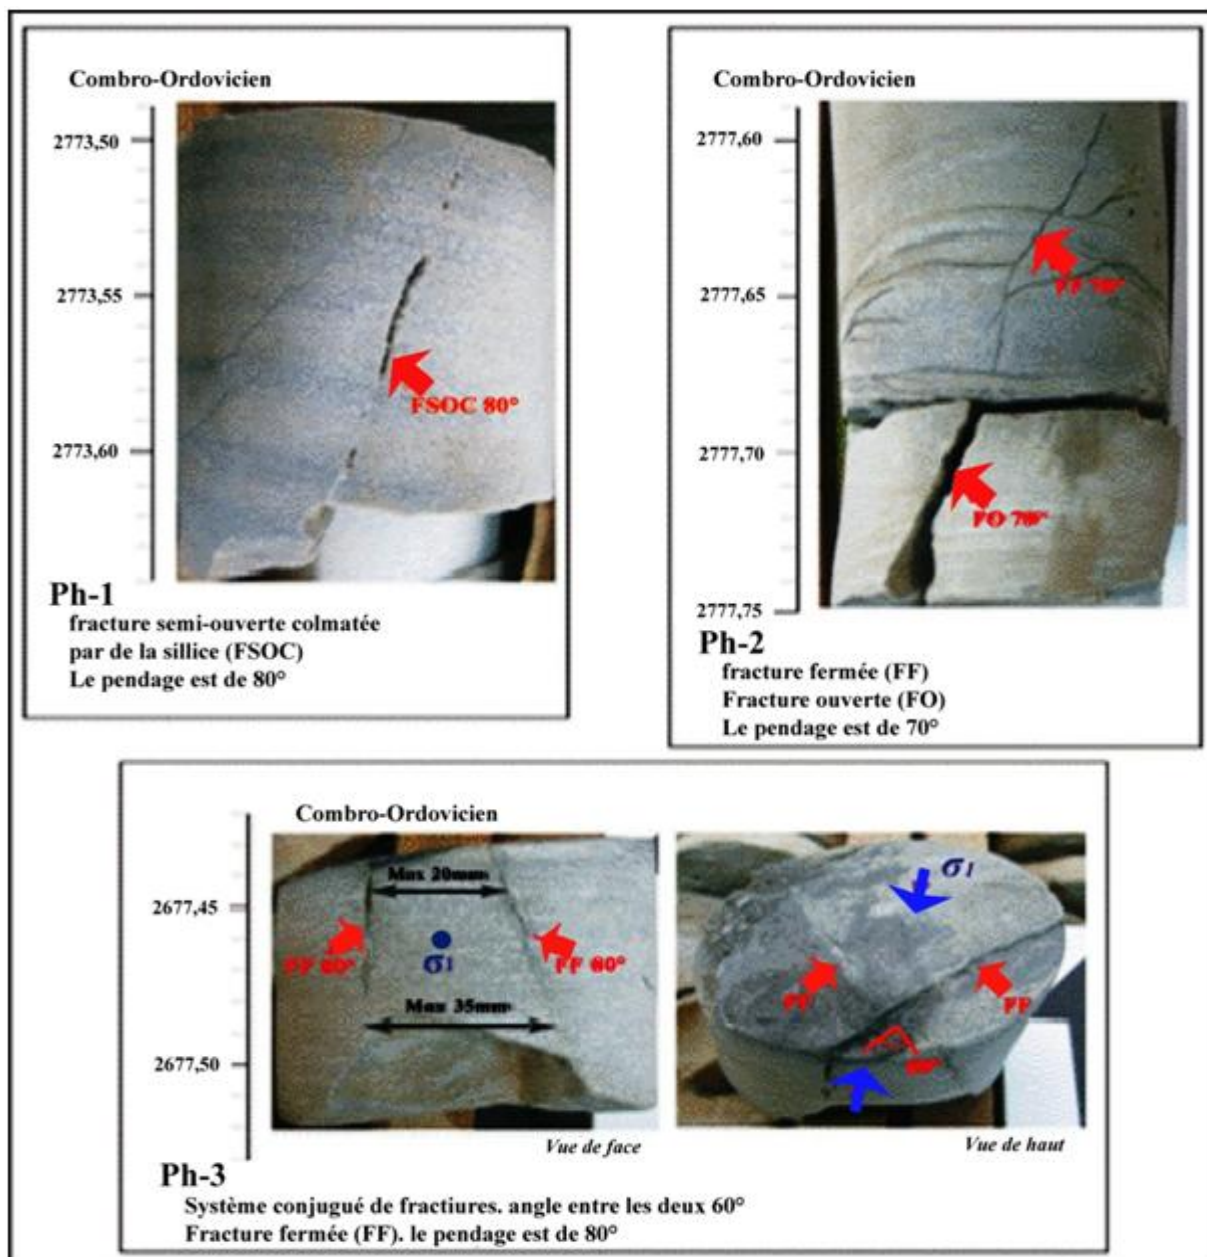 Combro-Ordovicien
2773,50
2773,55
FSOC 80°
2773,60
Ph-1
fracture semi-ouverte colmatée
par de la sillice (FSOC)
Le pendage est de 80°
Combro-Ordovicien
2777,60
FF 70°
2777,65
2777,70
FO 70°
2777,75
Ph-2
fracture fermée (FF)
Fracture ouverte (FO)
Le pendage est de 70°
Combro-Ordovicien
Max 20mm
2677,45
FF 80°
σ1
FF 80°
Max 35mm
2677,50
Vue de face
σ1
FF
FF
Vue de haut
Ph-3
Système conjugué de fractiures. angle entre les deux 60°
Fracture fermée (FF). le pendage est de 80°